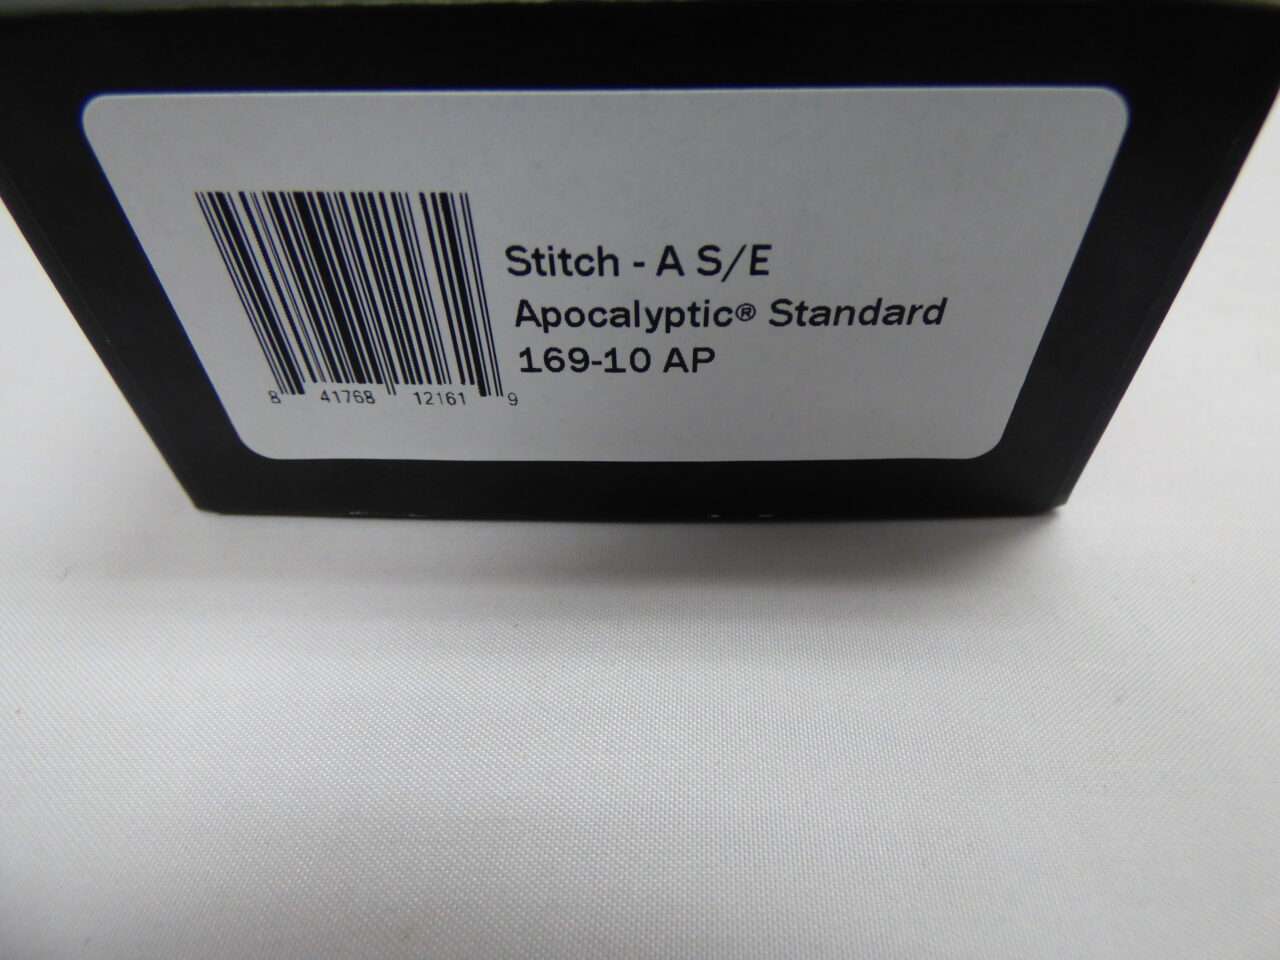 Stitch - A S/E
Apocalyptic® Standard
169-10 AP
8 41768 12161 9